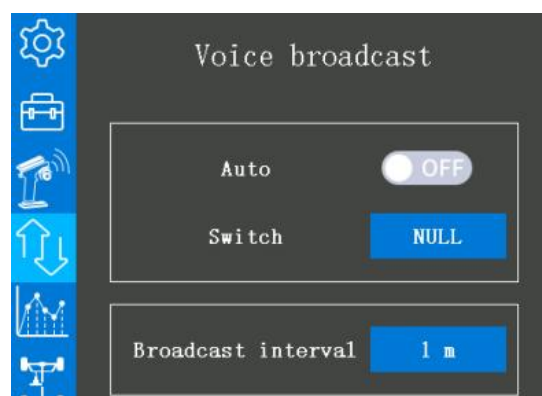 Voice broadcast
Auto OFF
Switch NULL
Broadcast interval 1 m